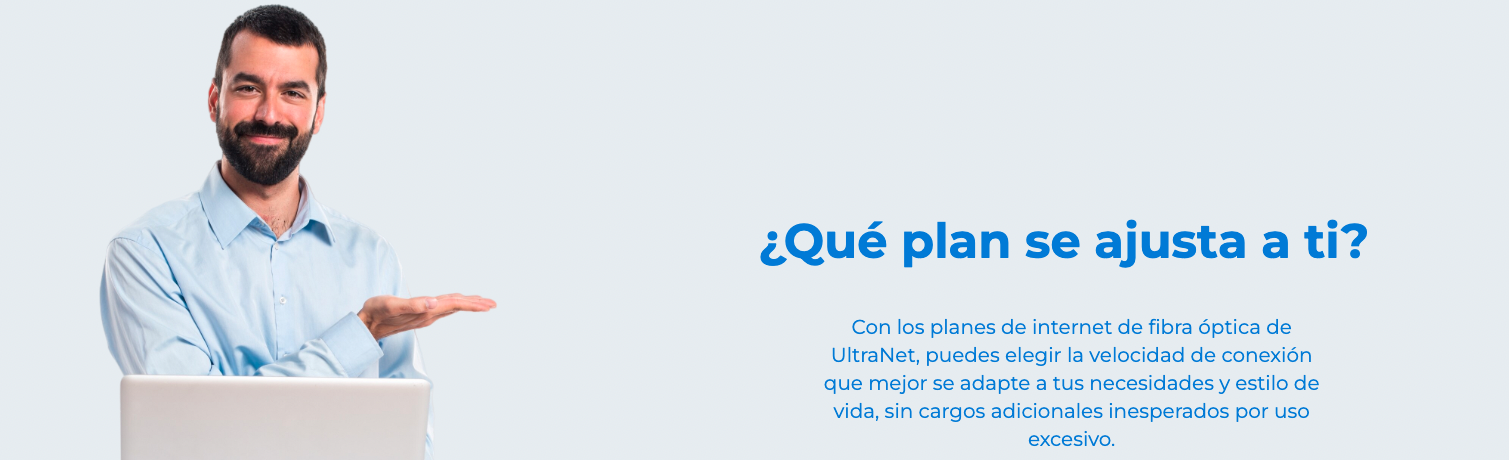 ¿Qué plan se ajusta a ti?
Con los planes de internet de fibra óptica de
UltraNet, puedes elegir la velocidad de conexión
que mejor se adapte a tus necesidades y estilo de
vida, sin cargos adicionales inesperados por uso
excesivo.